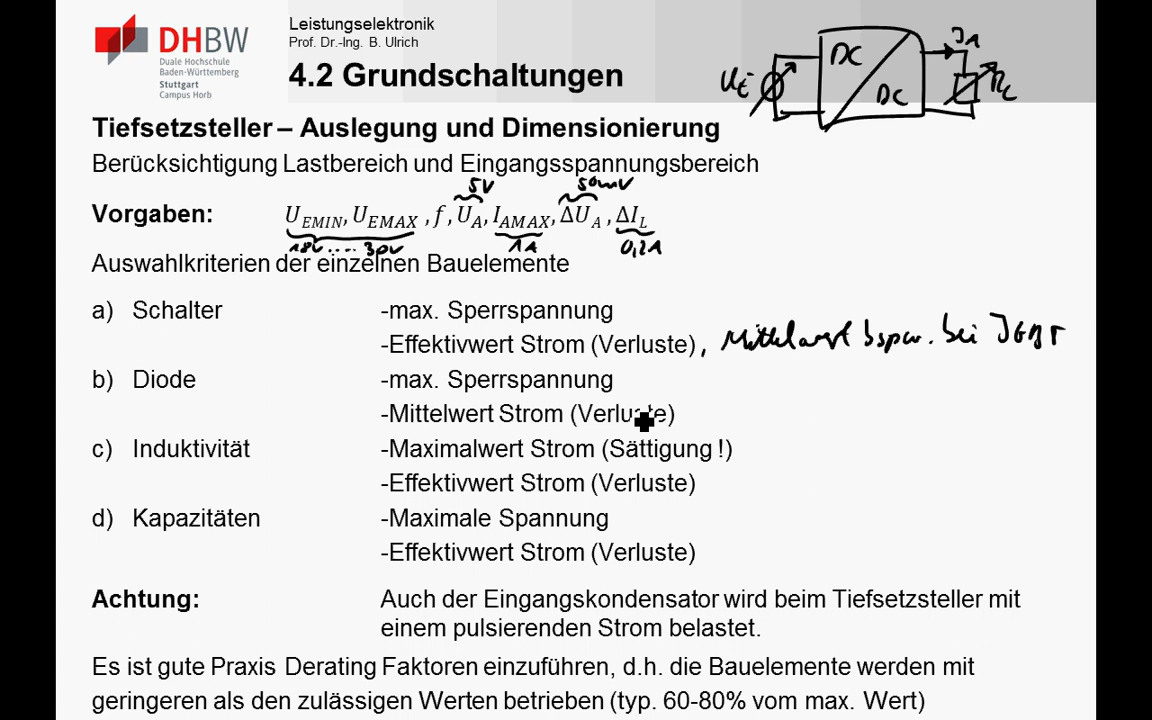 DHBW
Duale Hochschule
Baden-Württemberg
Stuttgart
Campus Horb
Leistungselektronik
Prof. Dr.-Ing. B. Ulrich
4.2 Grundschaltungen
DC
DC
Tiefsetzsteller – Auslegung und Dimensionierung
Berücksichtigung Lastbereich und Eingangsspannungsbereich
5V 50mV
Vorgaben: U_EMIN, U_EMAX , f, U_A, I_AMAX, ΔU_A , ΔI_L
18V .... 30V 1A 0,2A
Auswahlkriterien der einzelnen Bauelemente
a) Schalter -max. Sperrspannung
-Effektivwert Strom (Verluste), Mittelwert bspw. bei IGBT
b) Diode -max. Sperrspannung
-Mittelwert Strom (Verluste)
c) Induktivität -Maximalwert Strom (Sättigung !)
-Effektivwert Strom (Verluste)
d) Kapazitäten -Maximale Spannung
-Effektivwert Strom (Verluste)
Achtung: Auch der Eingangskondensator wird beim Tiefsetzsteller mit
einem pulsierenden Strom belastet.
Es ist gute Praxis Derating Faktoren einzuführen, d.h. die Bauelemente werden mit
geringeren als den zulässigen Werten betrieben (typ. 60-80% vom max. Wert)